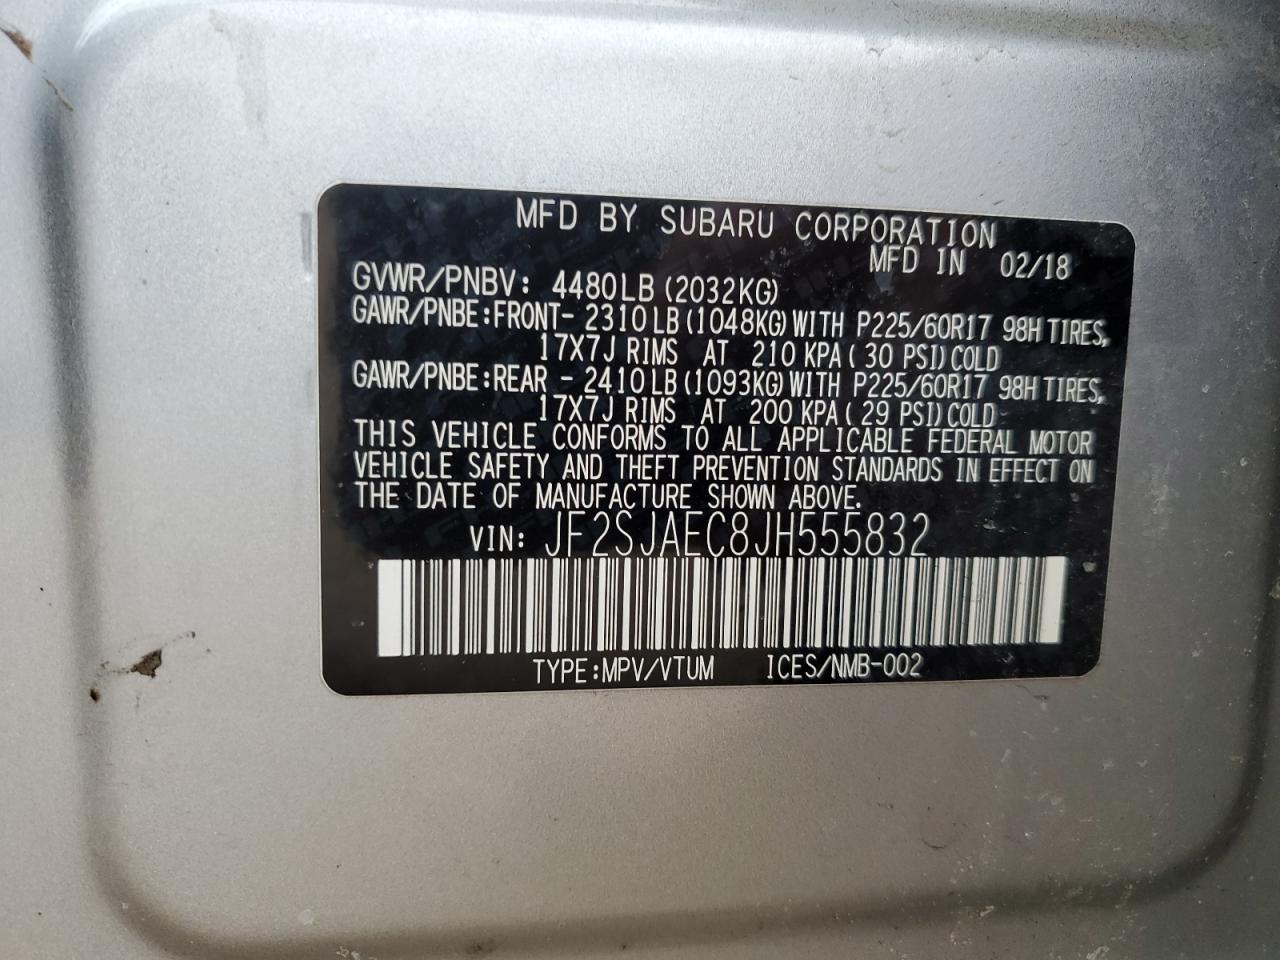 MFD BY SUBARU CORPORATION
MFD IN 02/18
GVWR/PNBV: 4480LB (2032KG)
GAWR/PNBE:FRONT- 2310LB(1048KG)WITH P225/60R17 98H TIRES,
17X7J RIMS AT 210 KPA( 30 PSI)COLD
GAWR/PNBE:REAR - 2410LB(1093KG)WITH P225/60R17 98H TIRES,
17X7J RIMS AT 200 KPA( 29 PSI)COLD
THIS VEHICLE CONFORMS TO ALL APPLICABLE FEDERAL MOTOR
VEHICLE SAFETY AND THEFT PREVENTION STANDARDS IN EFFECT ON
THE DATE OF MANUFACTURE SHOWN ABOVE.
VIN: JF2SJAEC8JH555832
TYPE:MPV/VTUM ICES/NMB-002